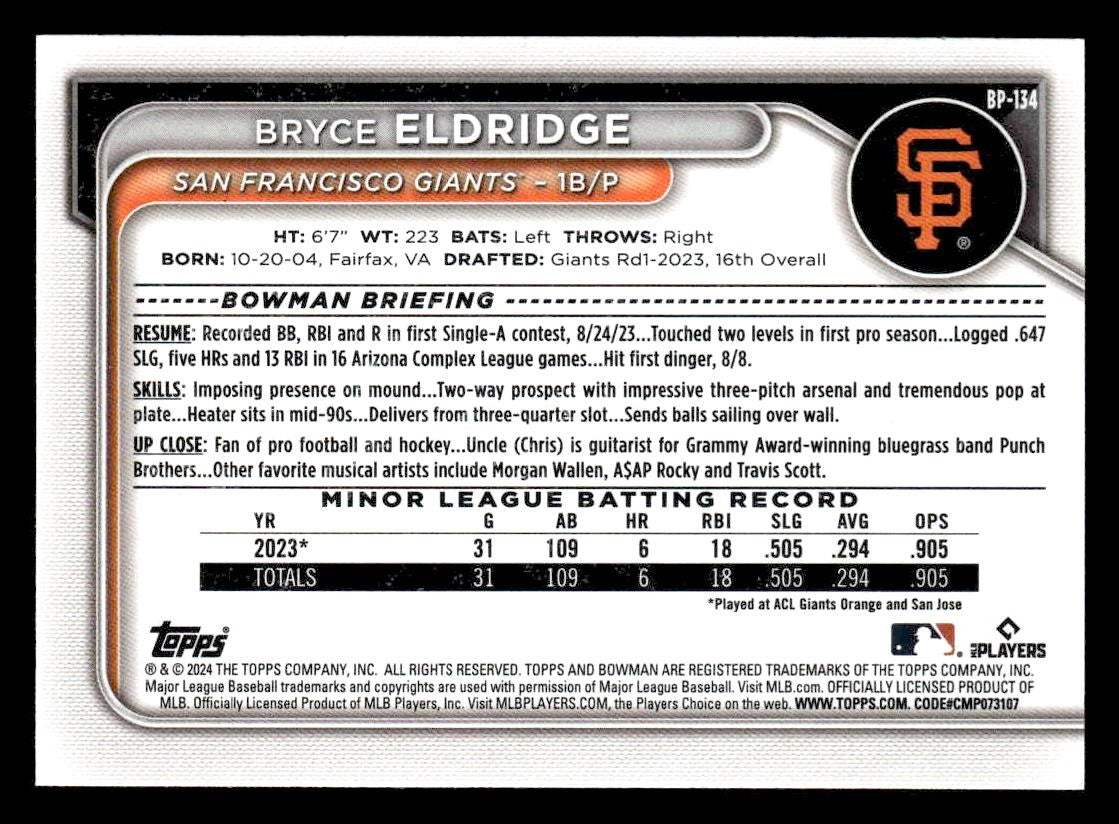 BP-134
BRYCE ELDRIDGE
SF®
SAN FRANCISCO GIANTS™ – 1B/P
HT: 6'7" WT: 223 BATS: Left THROWS: Right
BORN: 10-20-04, Fairfax, VA DRAFTED: Giants Rd1-2023, 16th Overall
BOWMAN BRIEFING
RESUME: Recorded BB, RBI and R in first Single-A contest, 8/24/23...Touched two levels in first pro season...Logged .647
SLG, five HRs and 13 RBI in 16 Arizona Complex League games...Hit first dinger, 8/8.
SKILLS: Imposing presence on mound...Two-way prospect with impressive three-pitch arsenal and tremendous pop at
plate...Heater sits in mid-90s...Delivers from three-quarter slot...Sends balls sailing over wall.
UP CLOSE: Fan of pro football and hockey...Uncle (Chris) is guitarist for Grammy Award-winning bluegrass band Punch
Brothers...Other favorite musical artists include Morgan Wallen, A$AP Rocky and Travis Scott.
MINOR LEAGUE BATTING RECORD
YR G AB HR RBI SLG AVG OPS
2023* 31 109 6 18 .505 .294 .905
TOTALS 31 109 6 18 .505 .294 .905
*Played at ACL Giants Orange and San Jose
topps® MLB PLAYERS
® & © 2024 THE TOPPS COMPANY, INC. ALL RIGHTS RESERVED. TOPPS AND BOWMAN ARE REGISTERED TRADEMARKS OF THE TOPPS COMPANY, INC.
Major League Baseball trademarks and copyrights are used with permission of Major League Baseball. Visit MLB.com. OFFICIALLY LICENSED PRODUCT OF
MLB. Officially Licensed Product of MLB Players, Inc. Visit MLBPLAYERS.COM, the Players Choice on the web. WWW.TOPPS.COM. CODE#CMP073107